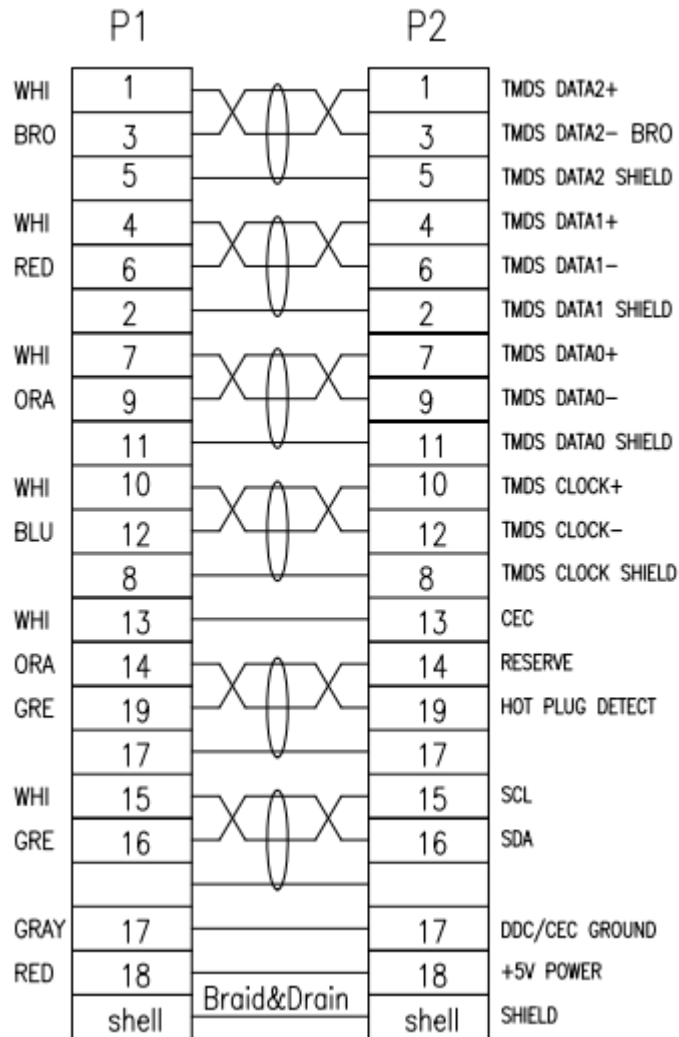 P1 P2
WHI 1 1 TMDS DATA2+
BRO 3 3 TMDS DATA2- BRO
5 5 TMDS DATA2 SHIELD
WHI 4 4 TMDS DATA1+
RED 6 6 TMDS DATA1-
2 2 TMDS DATA1 SHIELD
WHI 7 7 TMDS DATA0+
ORA 9 9 TMDS DATA0-
11 11 TMDS DATA0 SHIELD
WHI 10 10 TMDS CLOCK+
BLU 12 12 TMDS CLOCK-
8 8 TMDS CLOCK SHIELD
WHI 13 13 CEC
ORA 14 14 RESERVE
GRE 19 19 HOT PLUG DETECT
17 17
WHI 15 15 SCL
GRE 16 16 SDA
GRAY 17 17 DDC/CEC GROUND
RED 18 18 +5V POWER
shell Braid&Drain shell SHIELD